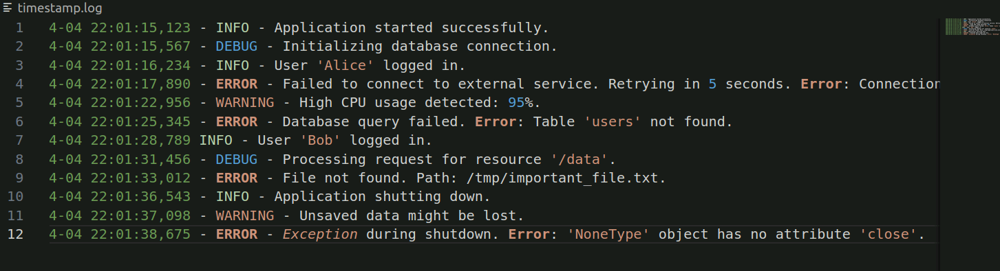 timestamp.log
1 4-04 22:01:15,123 - INFO - Application started successfully.
2 4-04 22:01:15,567 - DEBUG - Initializing database connection.
3 4-04 22:01:16,234 - INFO - User 'Alice' logged in.
4 4-04 22:01:17,890 - ERROR - Failed to connect to external service. Retrying in 5 seconds. Error: Connection
5 4-04 22:01:22,956 - WARNING - High CPU usage detected: 95%.
6 4-04 22:01:25,345 - ERROR - Database query failed. Error: Table 'users' not found.
7 4-04 22:01:28,789 INFO - User 'Bob' logged in.
8 4-04 22:01:31,456 - DEBUG - Processing request for resource '/data'.
9 4-04 22:01:33,012 - ERROR - File not found. Path: /tmp/important_file.txt.
10 4-04 22:01:36,543 - INFO - Application shutting down.
11 4-04 22:01:37,098 - WARNING - Unsaved data might be lost.
12 4-04 22:01:38,675 - ERROR - Exception during shutdown. Error: 'NoneType' object has no attribute 'close'.